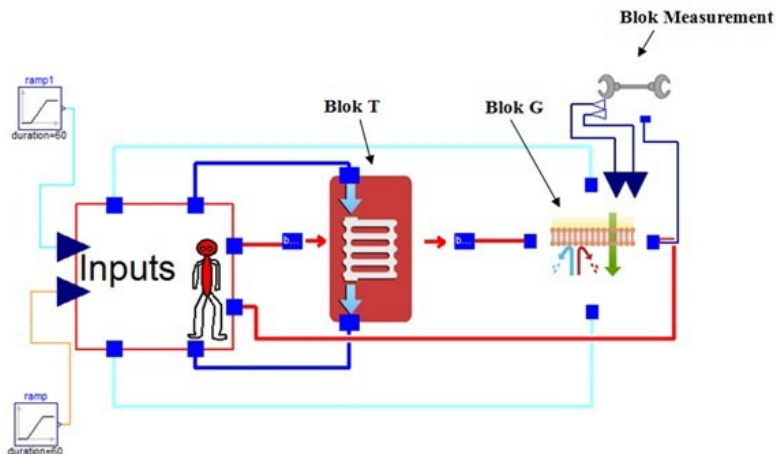 Blok Measurement
ramp1
duration=60
Blok T
Blok G
Inputs
b...
b...
ramp
duration=60